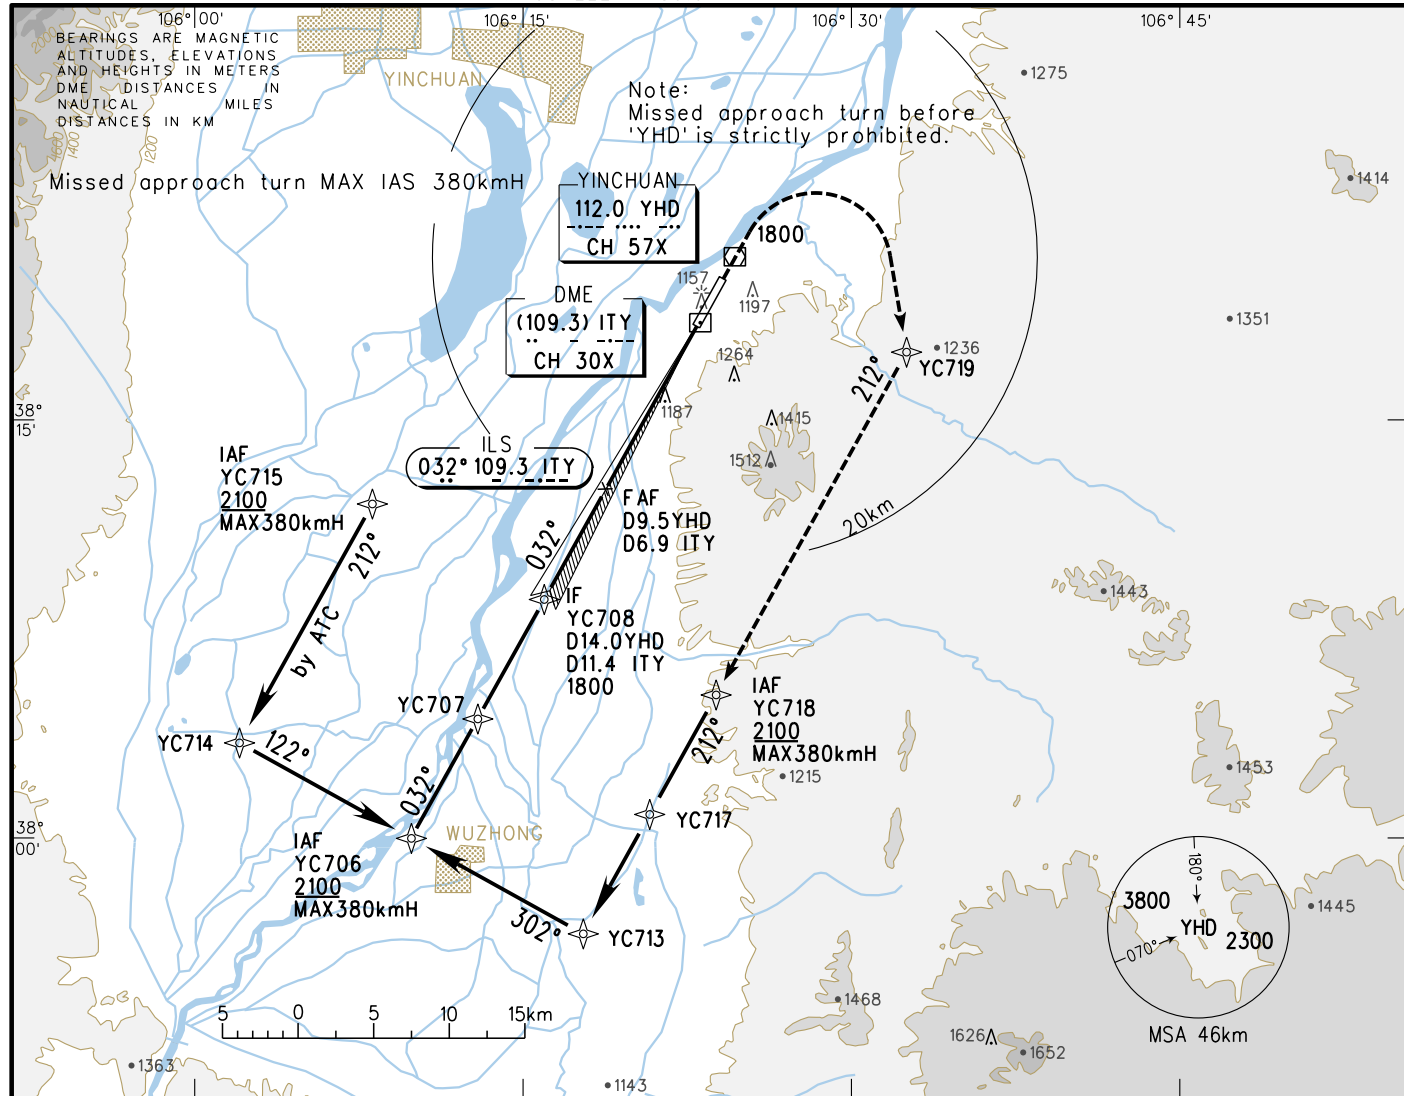 106° 00'
106° 15'
106° 30'
106° 45'
BEARINGS ARE MAGNETIC
ALTITUDES, ELEVATIONS
AND HEIGHTS IN METERS
DME DISTANCES IN
NAUTICAL MILES
DISTANCES IN KM
2000
1600
1400
1200
YINCHUAN
1275
Note:
Missed approach turn before
'YHD' is strictly prohibited.
Missed approach turn MAX IAS 380kmH
1414
YINCHUAN
112.0 YHD
CH 57X
1800
1157
1197
DME
(109.3) ITY
CH 30X
1351
1264
1236
YC719
212°
1187
1415
38°
15'
ILS
032° 109.3 ITY
1512
IAF
YC715
2100
MAX380kmH
FAF
D9.5YHD
D6.9 ITY
20km
032°
212°
by ATC
IF
YC708
D14.0YHD
D11.4 ITY
1800
1443
YC707
IAF
YC718
2100
MAX380kmH
212°
YC714
122°
1215
1453
032°
YC717
38°
00'
WUZHONG
IAF
YC706
2100
MAX380kmH
302°
YC713
180°
3800
YHD
2300
070°
MSA 46km
1445
1468
5 0 5 10 15km
1626
1652
1363
1143